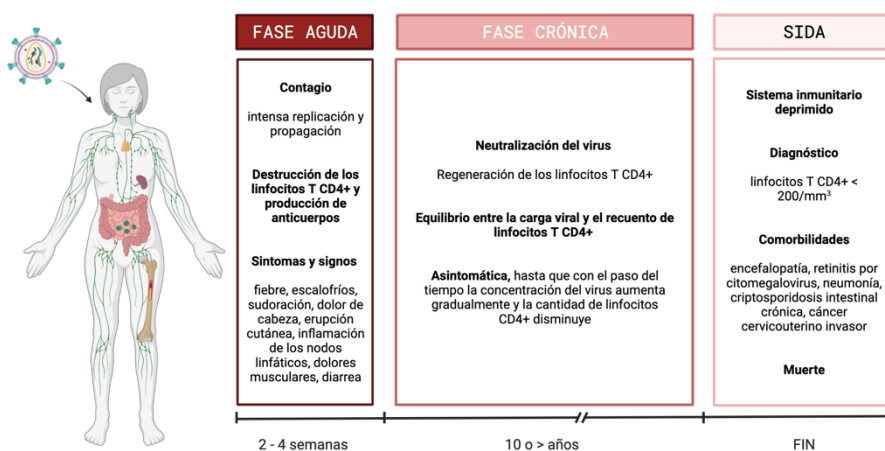 FASE AGUDA
Contagio
intensa replicación y
propagación
Destrucción de los
linfocitos T CD4+ y
producción de
anticuerpos
Sintomas y signos
fiebre, escalofríos,
sudoración, dolor de
cabeza, erupción
cutánea, inflamación
de los nodos
linfáticos, dolores
musculares, diarrea
2 - 4 semanas
FASE CRÓNICA
Neutralización del virus
Regeneración de los linfocitos T CD4+
Equilibrio entre la carga viral y el recuento de
linfocitos T CD4+
Asintomática, hasta que con el paso del
tiempo la concentración del virus aumenta
gradualmente y la cantidad de linfocitos
CD4+ disminuye
10 o > años
SIDA
Sistema inmunitario
deprimido
Diagnóstico
linfocitos T CD4+ <
200/mm³
Comorbilidades
encefalopatía, retinitis por
citomegalovirus, neumonía,
criptosporidosis intestinal
crónica, cáncer
cervicouterino invasor
Muerte
FIN